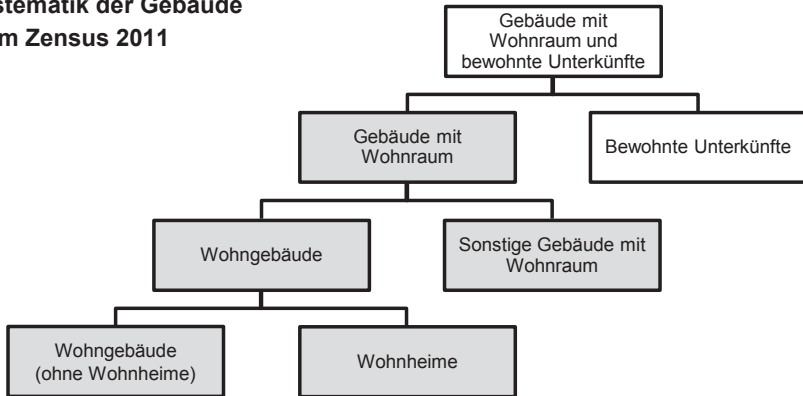 stematik der Gebäude
m Zensus 2011
Gebäude mit
Wohnraum und
bewohnte Unterkünfte
Gebäude mit
Wohnraum
Bewohnte Unterkünfte
Wohngebäude
Sonstige Gebäude mit
Wohnraum
Wohngebäude
(ohne Wohnheime)
Wohnheime